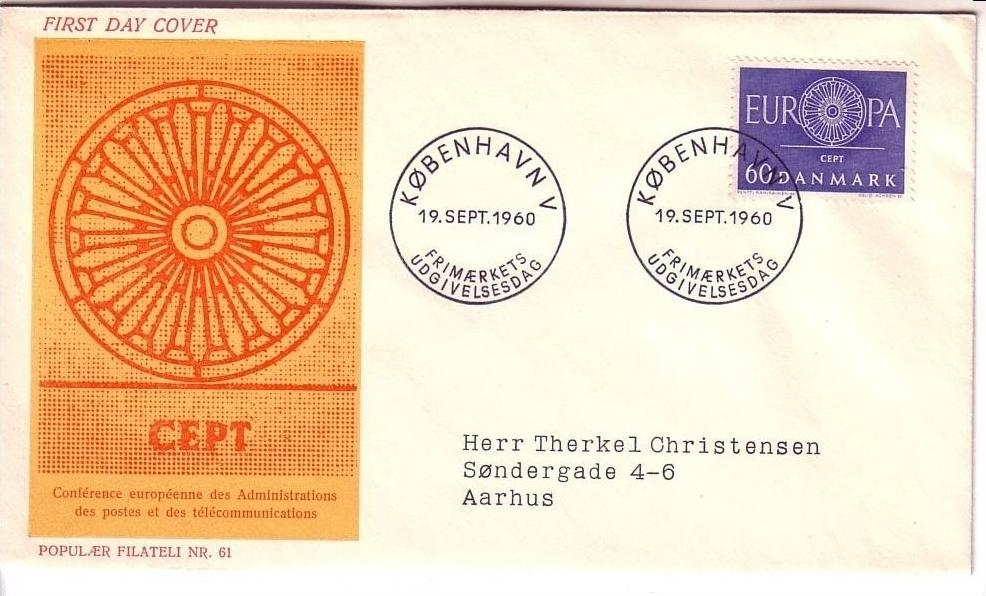 FIRST DAY COVER
EUROPA
CEPT
60 DANMARK
KØBENHAVN V
19.SEPT.1960
FRIMÆRKETS
UDGIVELSESDAG
KØBENHAVN V
19.SEPT.1960
FRIMÆRKETS
UDGIVELSESDAG
CEPT
Conférence européenne des Administrations
des postes et des télécommunications
Herr Therkel Christensen
Søndergade 4-6
Aarhus
POPULÆR FILATELI NR. 61